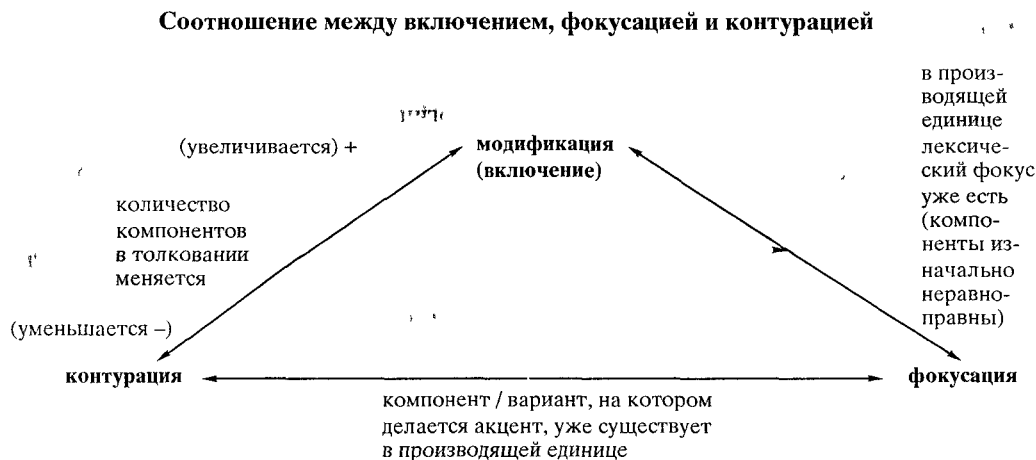 Соотношение между включением, фокусацией и контурацией
(увеличивается) +
модификация
(включение)
количество
компонентов
в толковании
меняется
(уменьшается –)
в произ-
водящей
единице
лексиче-
ский фокус
уже есть
(компо-
ненты из-
начально
неравно-
правны)
контурация
фокусация
компонент / вариант, на котором
делается акцент, уже существует
в производящей единице